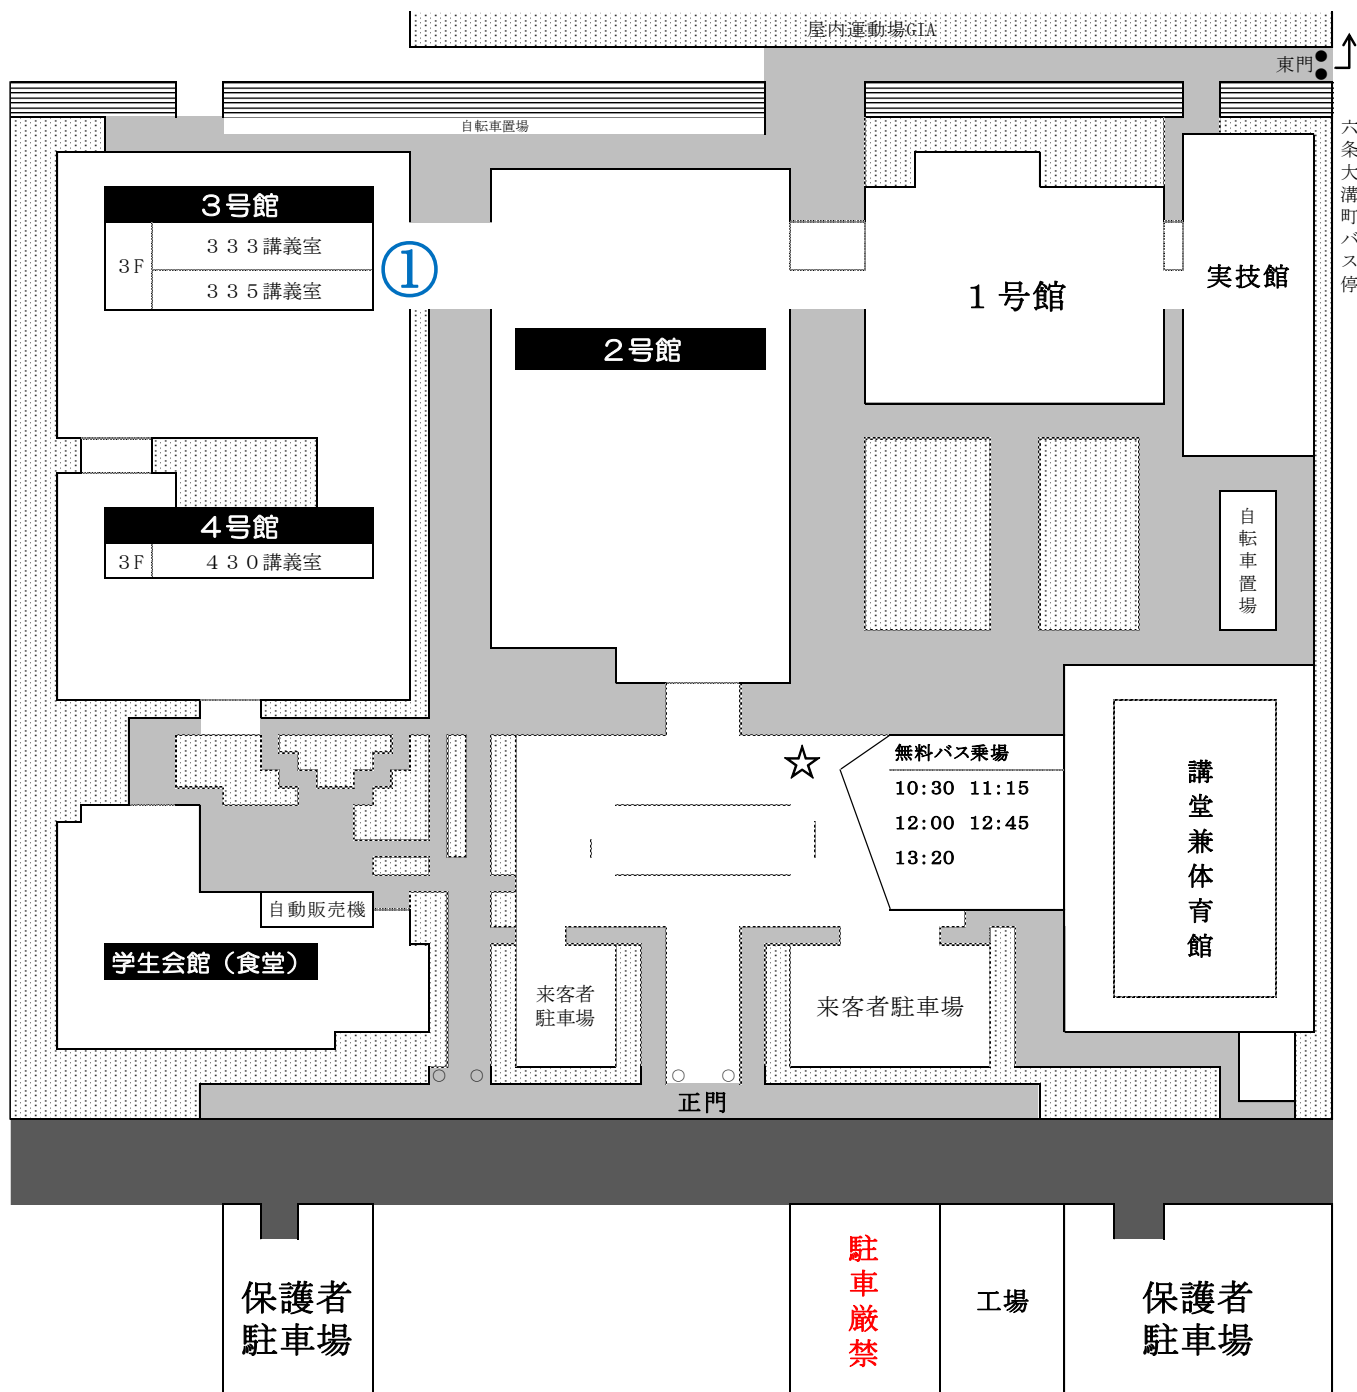 屋内運動場GIA
東門
自転車置場
六条大溝町バス停
3号館
3F
333講義室
335講義室
①
2号館
1号館
実技館
4号館
3F
430講義室
自転車置場
☆
無料バス乗場
10:30 11:15
12:00 12:45
13:20
講堂兼体育館
自動販売機
学生会館（食堂）
来客者
駐車場
来客者駐車場
正門
保護者
駐車場
駐車厳禁
工場
保護者
駐車場